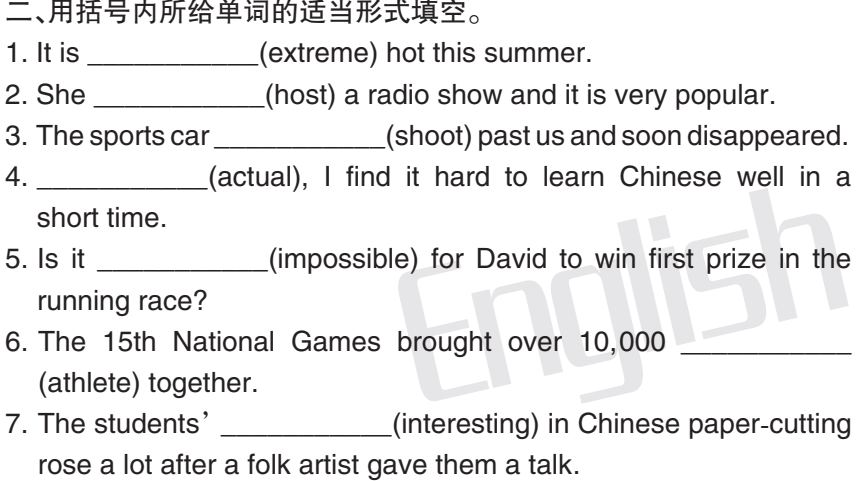 二、用括号内所给单词的适当形式填空。
1. It is ___________(extreme) hot this summer.
2. She ___________(host) a radio show and it is very popular.
3. The sports car ___________(shoot) past us and soon disappeared.
4. ___________(actual), I find it hard to learn Chinese well in a
short time.
5. Is it ___________(impossible) for David to win first prize in the
running race?
6. The 15th National Games brought over 10,000 ___________
(athlete) together.
7. The students’ ___________(interesting) in Chinese paper-cutting
rose a lot after a folk artist gave them a talk.
English